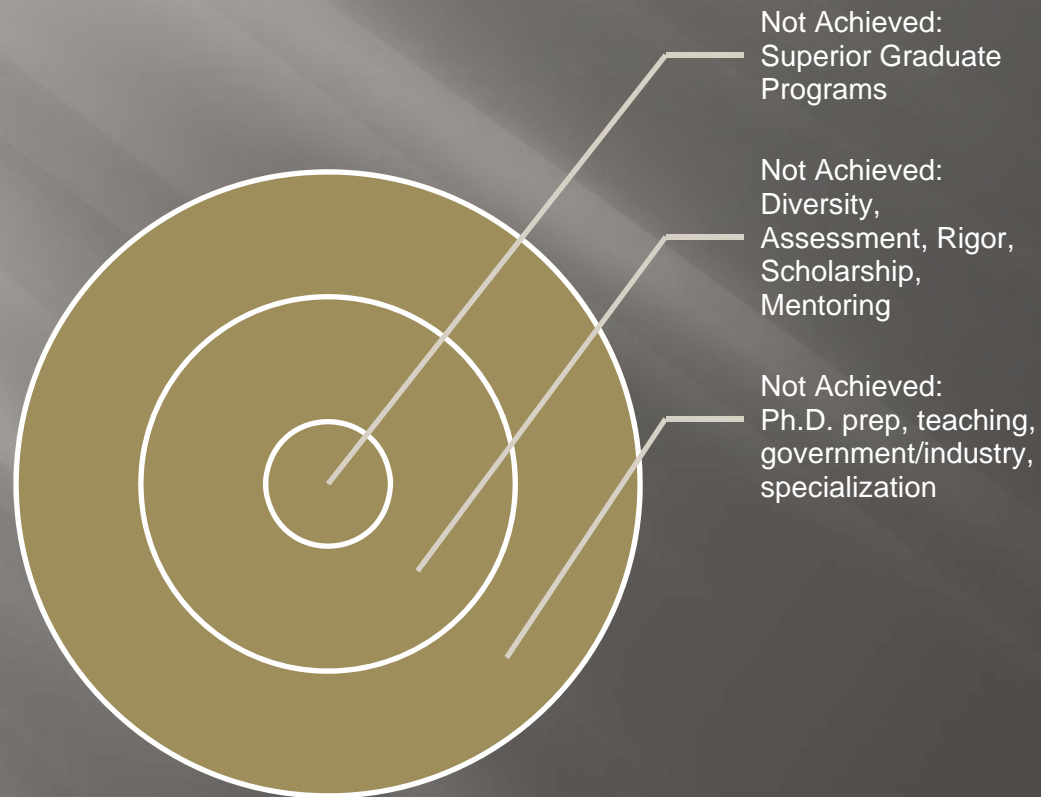 Not Achieved:
Superior Graduate
Programs
Not Achieved:
Diversity,
Assessment, Rigor,
Scholarship,
Mentoring
Not Achieved:
Ph.D. prep, teaching,
government/industry,
specialization